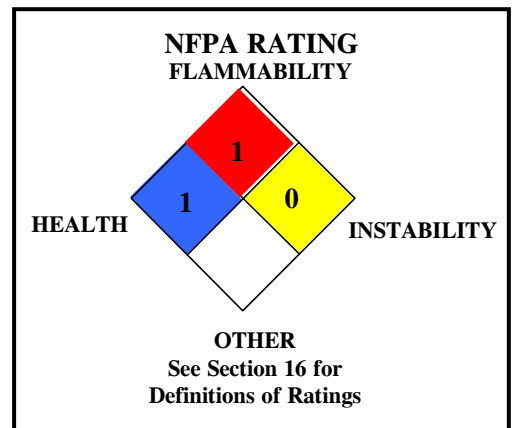 NFPA RATING
FLAMMABILITY
1
1
0
HEALTH
INSTABILITY
OTHER
See Section 16 for
Definitions of Ratings